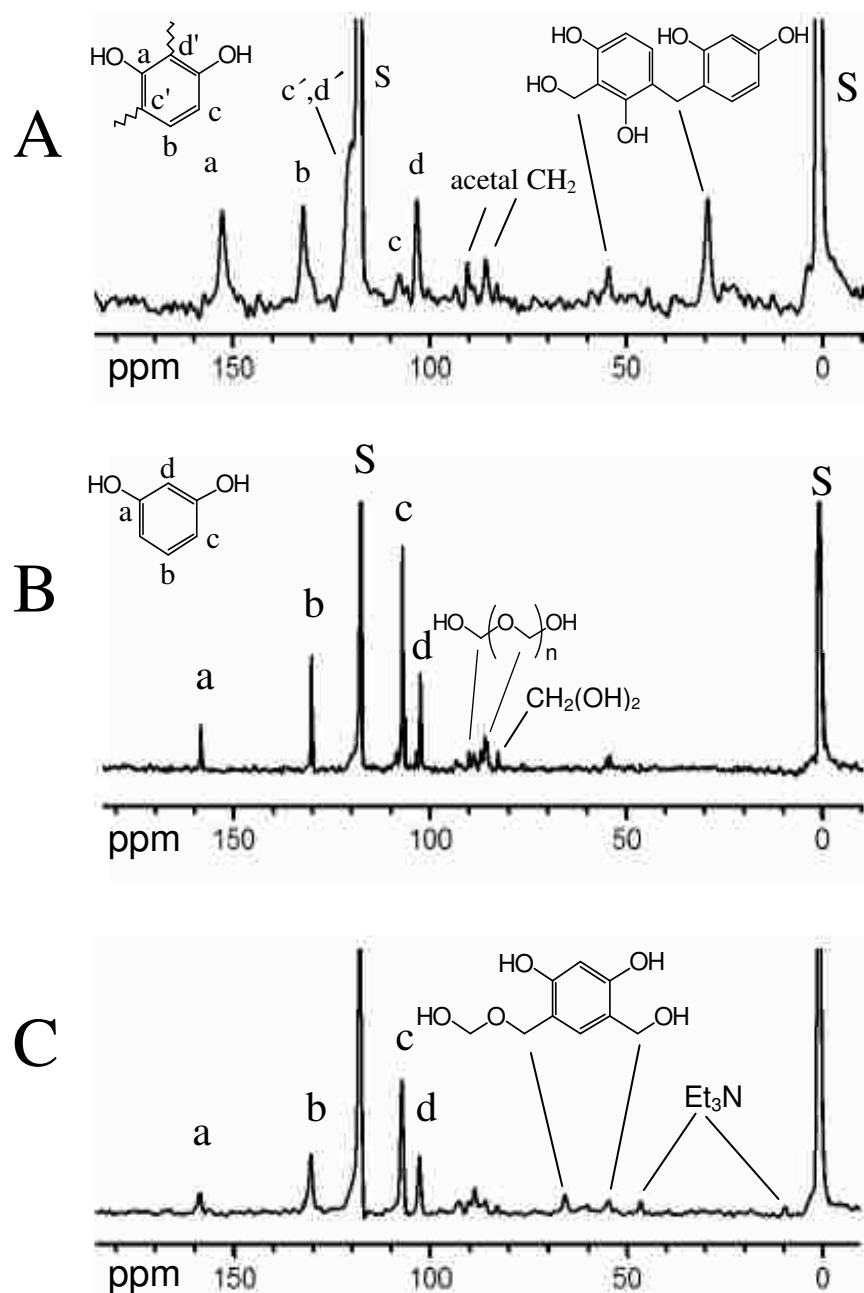 A
HO a d' OH
c' c
b
c´,d´ S
HO
HO OH
HO OH
S
a b d
c acetal CH₂
ppm 150 100 50 0
B
HO d OH
a c
b
S S
c
b
a d
HO O OH
n
CH₂(OH)₂
ppm 150 100 50 0
C
HO OH
HO O OH
c
a b d
Et₃N
ppm 150 100 50 0